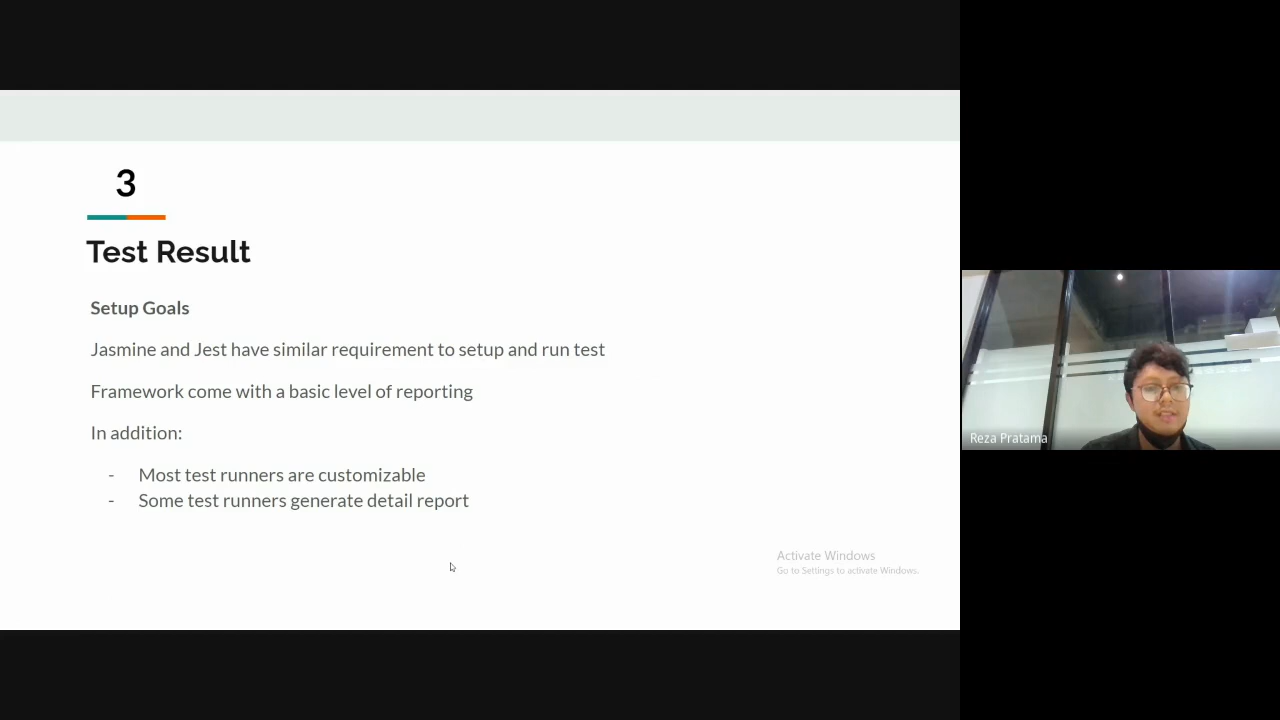 3
Test Result
Setup Goals
Jasmine and Jest have similar requirement to setup and run test
Framework come with a basic level of reporting
In addition:
- Most test runners are customizable
- Some test runners generate detail report
Activate Windows
Go to Settings to activate Windows.
Reza Pratama